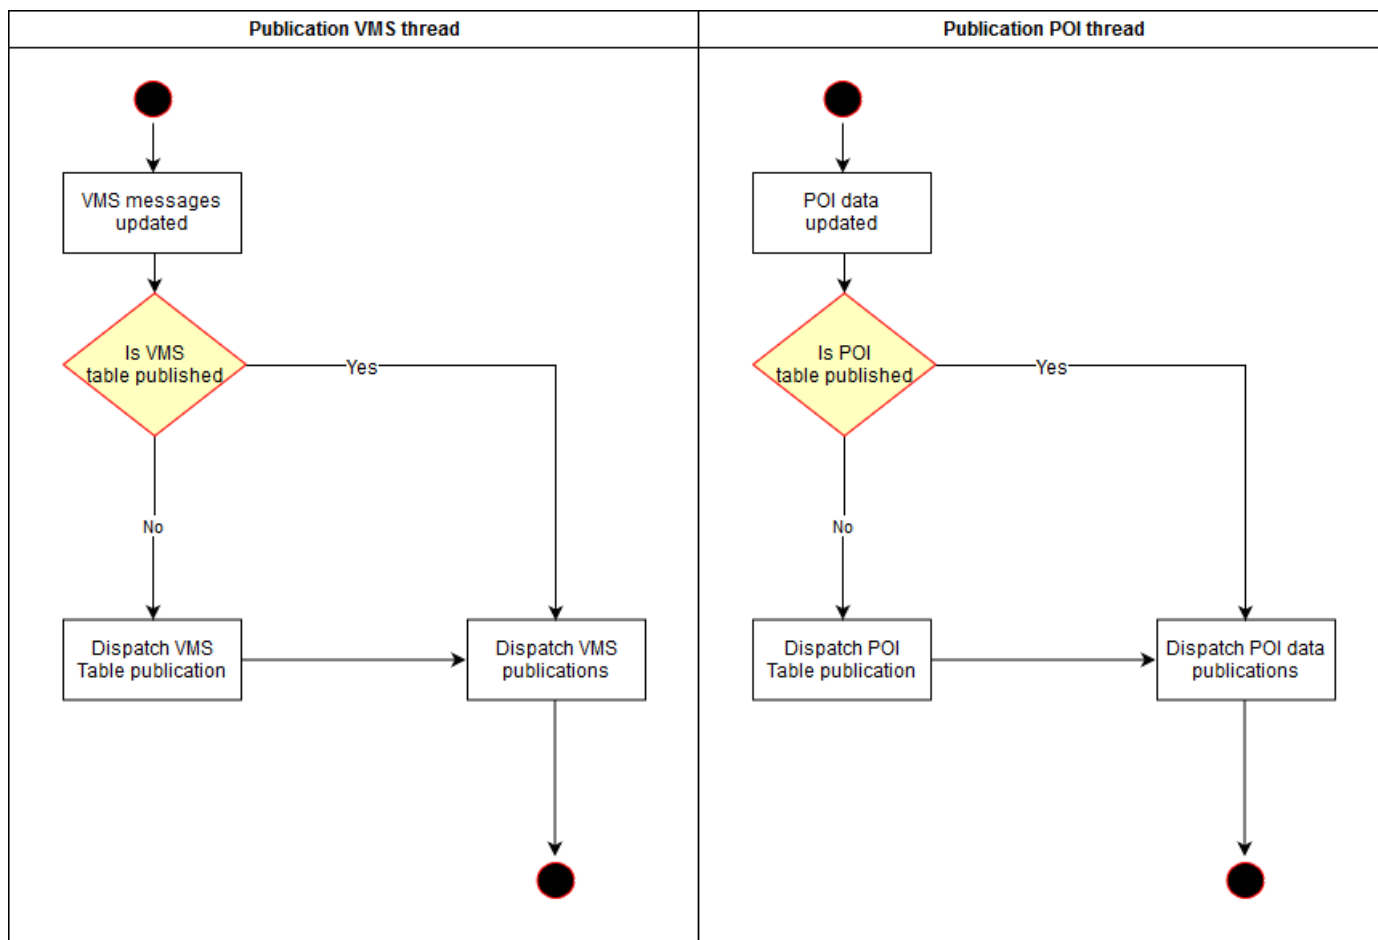 Publication VMS thread
VMS messages
updated
Is VMS
table published
Yes
No
Dispatch VMS
Table publication
Dispatch VMS
publications
Publication POI thread
POI data
updated
Is POI
table published
Yes
No
Dispatch POI
Table publication
Dispatch POI data
publications